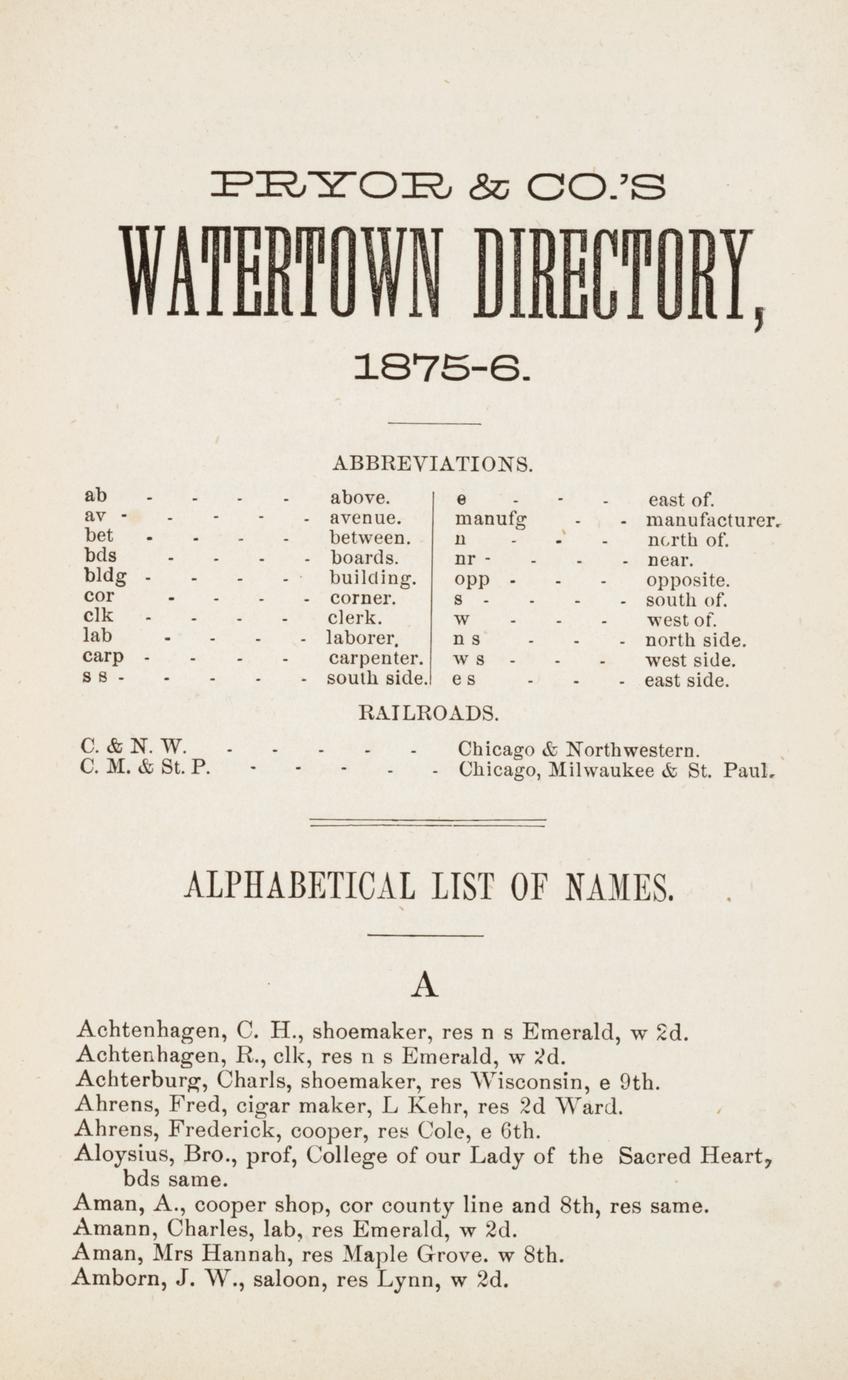 PRYOR & CO.'S
WATERTOWN DIRECTORY,
1875-6.
ABBREVIATIONS.
ab - - - - above.
av - - - - - avenue.
bet - - - - between.
bds - - - - boards.
bldg - - - - building.
cor - - - - corner.
clk - - - - clerk.
lab - - - - laborer.
carp - - - - carpenter.
s s - - - - - south side.
e - - - east of.
manufg - - manufacturer.
n - - - north of.
nr - - - - near.
opp - - - opposite.
s - - - - south of.
w - - - west of.
n s - - - north side.
w s - - - west side.
e s - - - east side.
RAILROADS.
C. & N. W. - - - - - Chicago & Northwestern.
C. M. & St. P. - - - - - Chicago, Milwaukee & St. Paul.
ALPHABETICAL LIST OF NAMES.
A
Achtenhagen, C. H., shoemaker, res n s Emerald, w 2d.
Achtenhagen, R., clk, res n s Emerald, w 2d.
Achterburg, Charls, shoemaker, res Wisconsin, e 9th.
Ahrens, Fred, cigar maker, L Kehr, res 2d Ward.
Ahrens, Frederick, cooper, res Cole, e 6th.
Aloysius, Bro., prof, College of our Lady of the Sacred Heart,
bds same.
Aman, A., cooper shop, cor county line and 8th, res same.
Amann, Charles, lab, res Emerald, w 2d.
Aman, Mrs Hannah, res Maple Grove. w 8th.
Amborn, J. W., saloon, res Lynn, w 2d.